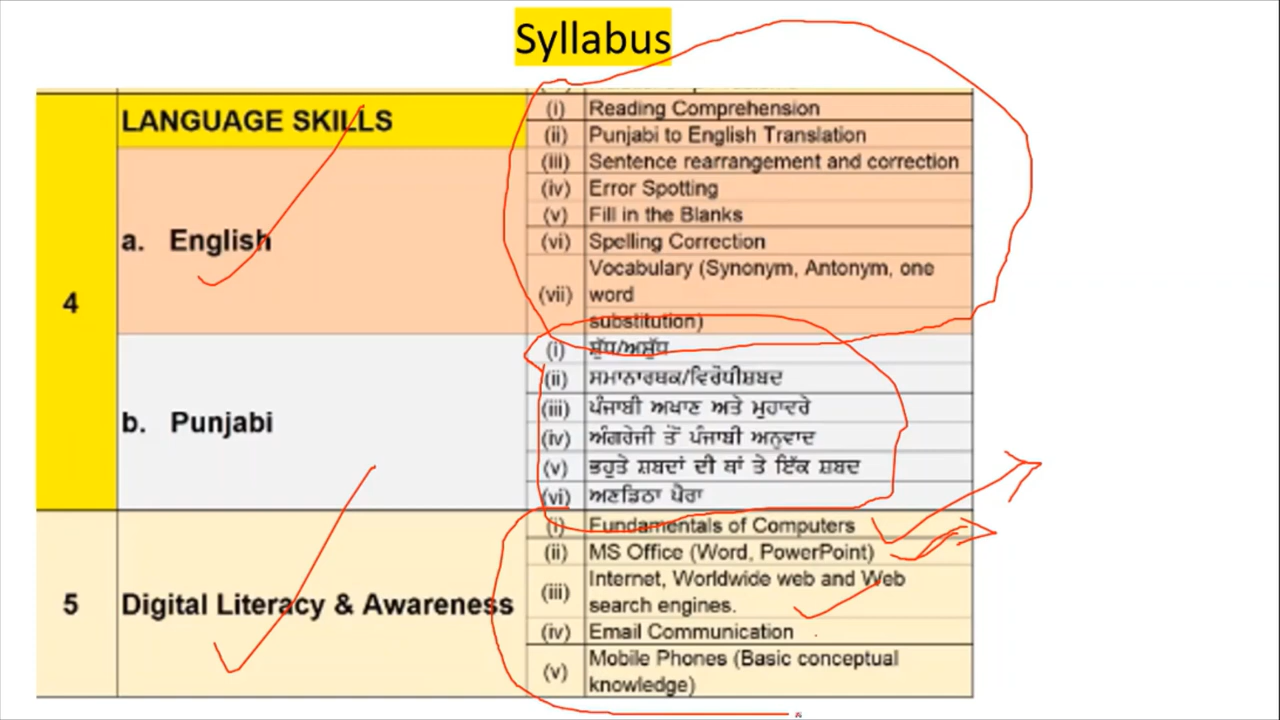 Syllabus
4
LANGUAGE SKILLS
a. English
(i) Reading Comprehension
(ii) Punjabi to English Translation
(iii) Sentence rearrangement and correction
(iv) Error Spotting
(v) Fill in the Blanks
(vi) Spelling Correction
(vii) Vocabulary (Synonym, Antonym, one
word
substitution)
b. Punjabi
(i) ਸ਼ੁੱਧ/ਅਸ਼ੁੱਧ
(ii) ਸਮਾਨਾਰਥਕ/ਵਿਰੋਧੀਸ਼ਬਦ
(iii) ਪੰਜਾਬੀ ਅਖਾਣ ਅਤੇ ਮੁਹਾਵਰੇ
(iv) ਅੰਗਰੇਜੀ ਤੋਂ ਪੰਜਾਬੀ ਅਨੁਵਾਦ
(v) ਬਹੁਤੇ ਸ਼ਬਦਾਂ ਦੀ ਥਾਂ ਤੇ ਇੱਕ ਸ਼ਬਦ
(vi) ਅਣਡਿਠਾ ਪੈਰਾ
5
Digital Literacy & Awareness
(i) Fundamentals of Computers
(ii) MS Office (Word, PowerPoint)
(iii) Internet, Worldwide web and Web
search engines.
(iv) Email Communication
(v) Mobile Phones (Basic conceptual
knowledge)